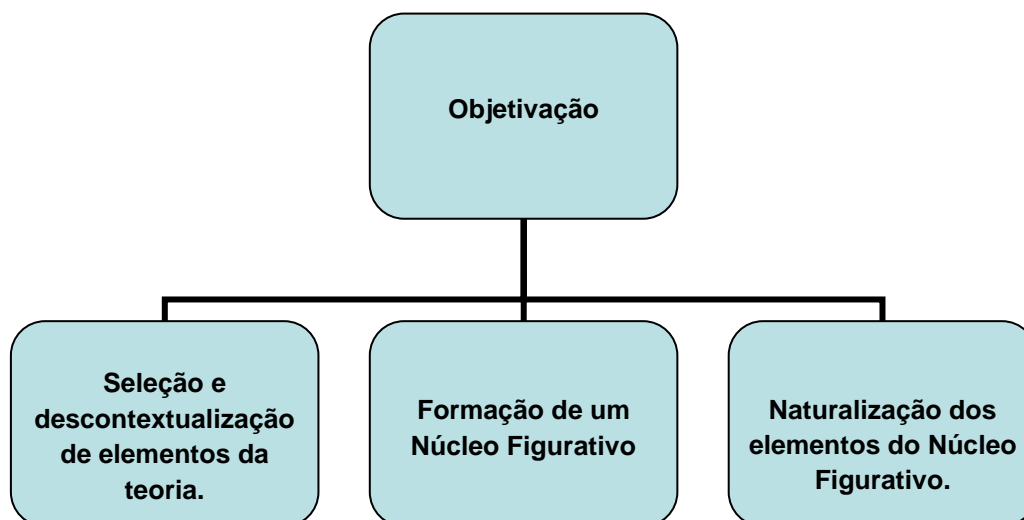 Objetivação
Seleção e
descontextualização
de elementos da
teoria.
Formação de um
Núcleo Figurativo
Naturalização dos
elementos do Núcleo
Figurativo.